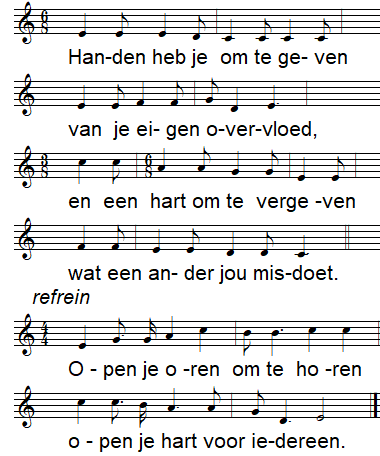 Han-den heb je om te ge- ven
van je ei- gen o-ver-vloed,
en een hart om te verge -ven
wat een an- der jou mis-doet.
refrein
O - pen je o -ren om te ho -ren
o - pen je hart voor ie-dereen.